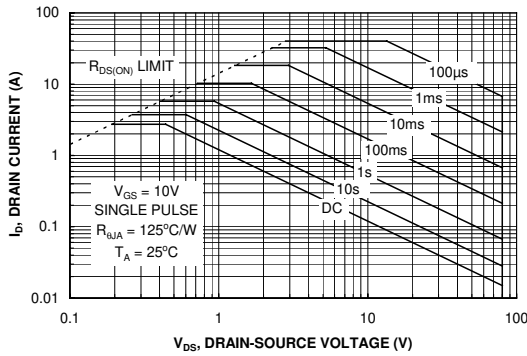 100
10
1
0.1
0.01
I_D, DRAIN CURRENT (A)
R_DS(ON) LIMIT
100µs
1ms
10ms
100ms
1s
10s
DC
V_GS = 10V
SINGLE PULSE
R_θJA = 125°C/W
T_A = 25°C
0.1
1
10
100
V_DS, DRAIN-SOURCE VOLTAGE (V)